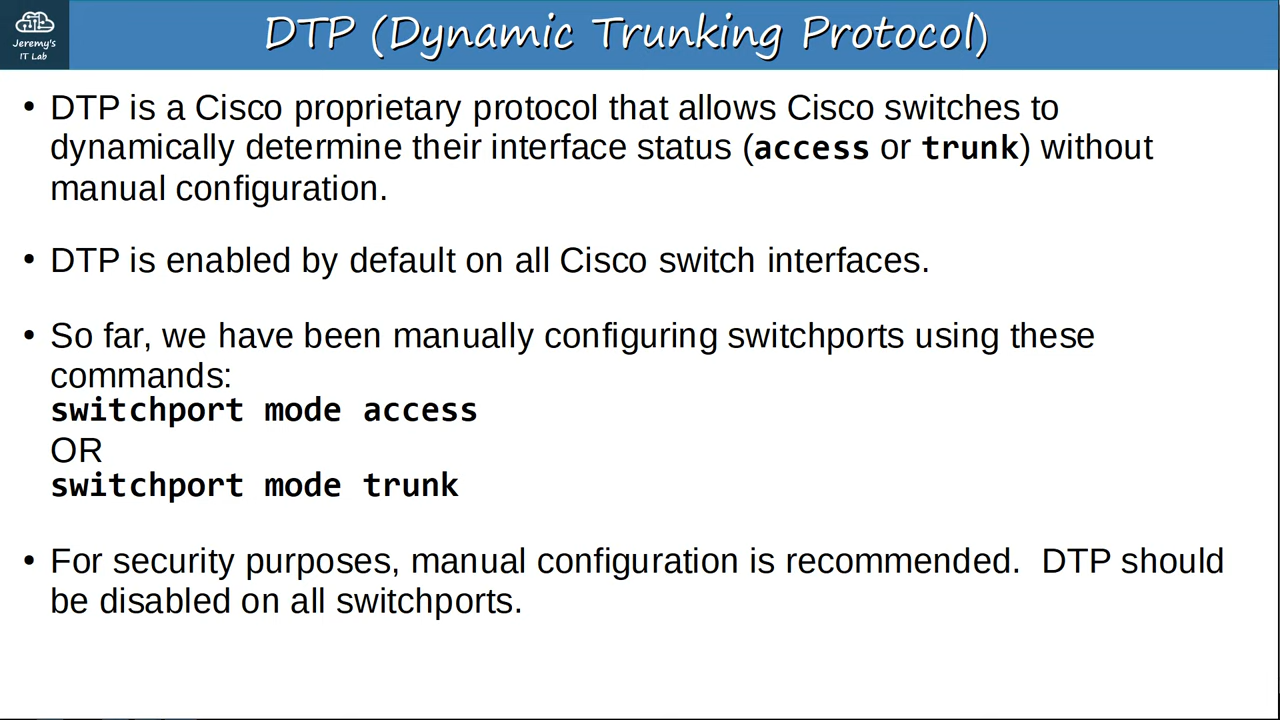 Jeremy's
IT Lab
DTP (Dynamic Trunking Protocol)
• DTP is a Cisco proprietary protocol that allows Cisco switches to
dynamically determine their interface status (access or trunk) without
manual configuration.
• DTP is enabled by default on all Cisco switch interfaces.
• So far, we have been manually configuring switchports using these
commands:
switchport mode access
OR
switchport mode trunk
• For security purposes, manual configuration is recommended.  DTP should
be disabled on all switchports.